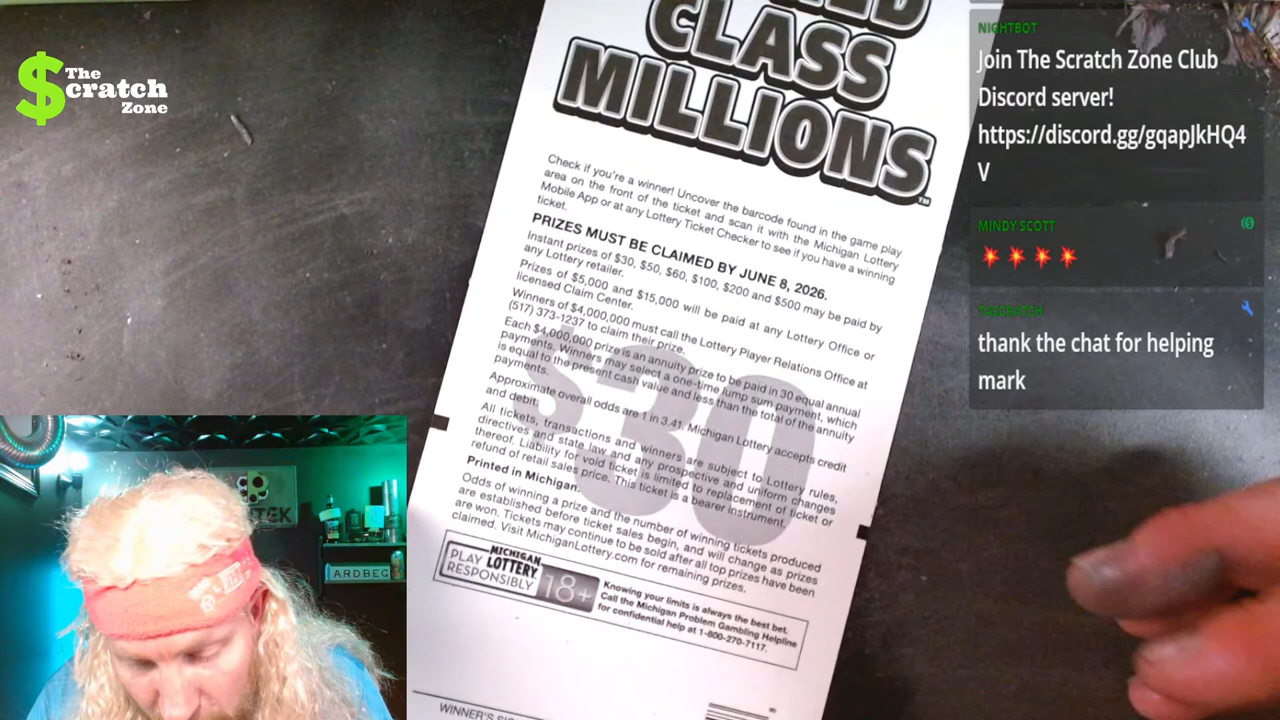 The
$cratch
Zone
CLASS
MILLIONS™
Check if you're a winner! Uncover the barcode found in the game play
area on the front of the ticket and scan it with the Michigan Lottery
Mobile App or at any Lottery Ticket Checker to see if you have a winning
ticket.
PRIZES MUST BE CLAIMED BY JUNE 8, 2026.
Instant prizes of $30, $50, $60, $100, $200 and $500 may be paid by
any Lottery retailer.
Prizes of $5,000 and $15,000 will be paid at any Lottery Office or
licensed Claim Center.
Winners of $4,000,000 must call the Lottery Player Relations Office at
(517) 373-1237 to claim their prize.
Each $4,000,000 prize is an annuity prize to be paid in 30 equal annual
payments. Winners may select a one-time lump sum payment, which
is equal to the present cash value and less than the total of the annuity
payments.
Approximate overall odds are 1 in 3.41. Michigan Lottery accepts credit
and debit.
All tickets, transactions and winners are subject to Lottery rules,
directives and state law and any prospective and uniform changes
thereof. Liability for void ticket is limited to replacement of ticket or
refund of retail sales price. This ticket is a bearer instrument.
Printed in Michigan.
Odds of winning a prize and the number of winning tickets produced
are established before ticket sales begin, and will change as prizes
are won. Tickets may continue to be sold after all top prizes have been
claimed. Visit MichiganLottery.com for remaining prizes.
$30
PLAY
RESPONSIBLY
MICHIGAN
LOTTERY
18+
Knowing your limits is always the best bet.
Call the Michigan Problem Gambling Helpline
for confidential help at 1-800-270-7117.
WINNER'S
NIGHTBOT
Join The Scratch Zone Club
Discord server!
https://discord.gg/gqapJkHQ4
V
MINDY SCOTT
thank the chat for helping
mark
ARDBEG